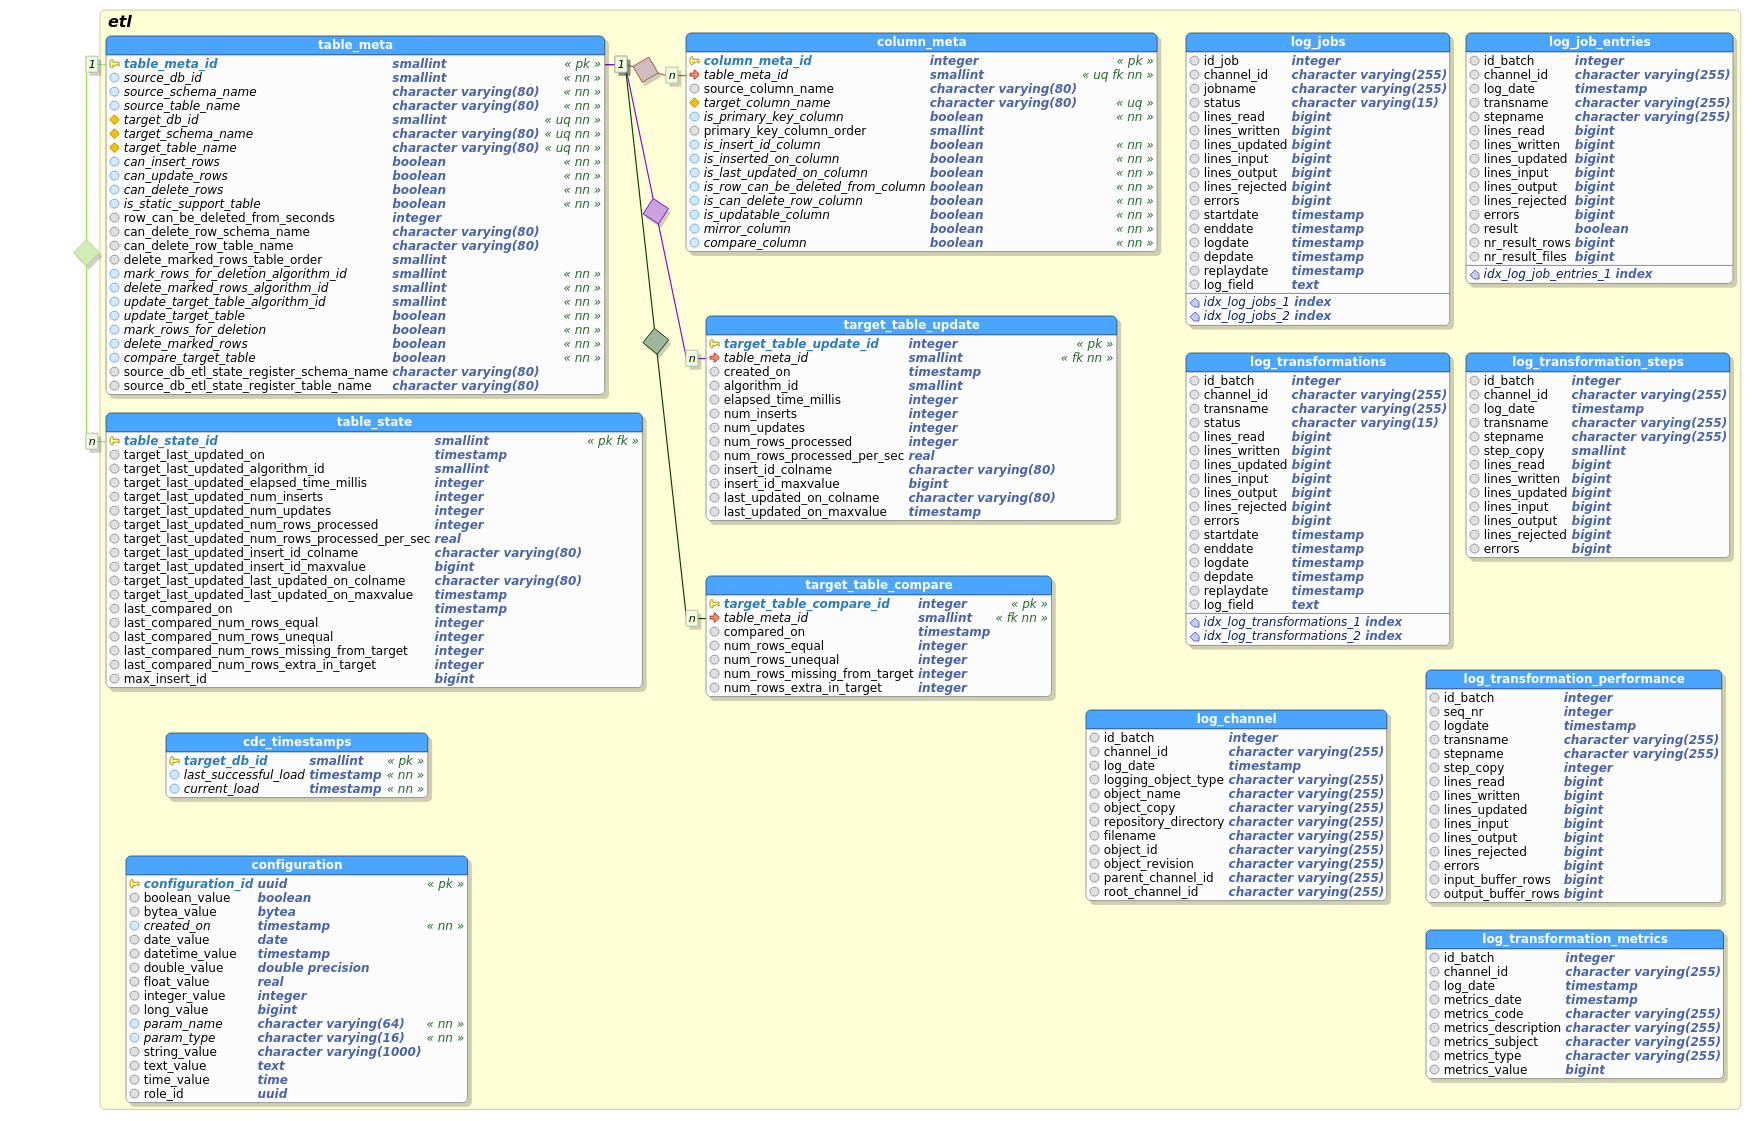 etl
table_meta
table_meta_id smallint « pk »
source_db_id smallint « nn »
source_schema_name character varying(80) « nn »
source_table_name character varying(80) « nn »
target_db_id smallint « uq nn »
target_schema_name character varying(80) « uq nn »
target_table_name character varying(80) « uq nn »
can_insert_rows boolean « nn »
can_update_rows boolean « nn »
can_delete_rows boolean « nn »
is_static_support_table boolean « nn »
row_can_be_deleted_from_seconds integer
can_delete_row_schema_name character varying(80)
can_delete_row_table_name character varying(80)
delete_marked_rows_table_order smallint
mark_rows_for_deletion_algorithm_id smallint « nn »
delete_marked_rows_algorithm_id smallint « nn »
update_target_table_algorithm_id smallint « nn »
update_target_table boolean « nn »
mark_rows_for_deletion boolean « nn »
delete_marked_rows boolean « nn »
compare_target_table boolean « nn »
source_db_etl_state_register_schema_name character varying(80)
source_db_etl_state_register_table_name character varying(80)
1
n
1
n
n
n
column_meta
column_meta_id integer « pk »
table_meta_id smallint « uq fk nn »
source_column_name character varying(80)
target_column_name character varying(80) « uq »
is_primary_key_column boolean « nn »
primary_key_column_order smallint
is_insert_id_column boolean « nn »
is_inserted_on_column boolean « nn »
is_last_updated_on_column boolean « nn »
is_row_can_be_deleted_from_column boolean « nn »
is_can_delete_row_column boolean « nn »
is_updatable_column boolean « nn »
mirror_column boolean « nn »
compare_column boolean « nn »
log_jobs
id_job integer
channel_id character varying(255)
jobname character varying(255)
status character varying(15)
lines_read bigint
lines_written bigint
lines_updated bigint
lines_input bigint
lines_output bigint
lines_rejected bigint
errors bigint
startdate timestamp
enddate timestamp
logdate timestamp
depdate timestamp
replaydate timestamp
log_field text
idx_log_jobs_1 index
idx_log_jobs_2 index
log_job_entries
id_batch integer
channel_id character varying(255)
log_date timestamp
transname character varying(255)
stepname character varying(255)
lines_read bigint
lines_written bigint
lines_updated bigint
lines_input bigint
lines_output bigint
lines_rejected bigint
errors bigint
result boolean
nr_result_rows bigint
nr_result_files bigint
idx_log_job_entries_1 index
table_state
table_state_id smallint « pk fk »
target_last_updated_on timestamp
target_last_updated_algorithm_id smallint
target_last_updated_elapsed_time_millis integer
target_last_updated_num_inserts integer
target_last_updated_num_updates integer
target_last_updated_num_rows_processed integer
target_last_updated_num_rows_processed_per_sec real
target_last_updated_insert_id_colname character varying(80)
target_last_updated_insert_id_maxvalue bigint
target_last_updated_last_updated_on_colname character varying(80)
target_last_updated_last_updated_on_maxvalue timestamp
last_compared_on timestamp
last_compared_num_rows_equal integer
last_compared_num_rows_unequal integer
last_compared_num_rows_missing_from_target integer
last_compared_num_rows_extra_in_target integer
max_insert_id bigint
target_table_update
target_table_update_id integer « pk »
table_meta_id smallint « fk nn »
created_on timestamp
algorithm_id smallint
elapsed_time_millis integer
num_inserts integer
num_updates integer
num_rows_processed integer
num_rows_processed_per_sec real
insert_id_colname character varying(80)
insert_id_maxvalue bigint
last_updated_on_colname character varying(80)
last_updated_on_maxvalue timestamp
target_table_compare
target_table_compare_id integer « pk »
table_meta_id smallint « fk nn »
compared_on timestamp
num_rows_equal integer
num_rows_unequal integer
num_rows_missing_from_target integer
num_rows_extra_in_target integer
log_transformations
id_batch integer
channel_id character varying(255)
transname character varying(255)
status character varying(15)
lines_read bigint
lines_written bigint
lines_updated bigint
lines_input bigint
lines_output bigint
lines_rejected bigint
errors bigint
startdate timestamp
enddate timestamp
logdate timestamp
depdate timestamp
replaydate timestamp
log_field text
idx_log_transformations_1 index
idx_log_transformations_2 index
log_transformation_steps
id_batch integer
channel_id character varying(255)
log_date timestamp
transname character varying(255)
stepname character varying(255)
step_copy smallint
lines_read bigint
lines_written bigint
lines_updated bigint
lines_input bigint
lines_output bigint
lines_rejected bigint
errors bigint
cdc_timestamps
target_db_id smallint « pk »
last_successful_load timestamp « nn »
current_load timestamp « nn »
log_channel
id_batch integer
channel_id character varying(255)
log_date timestamp
logging_object_type character varying(255)
object_name character varying(255)
object_copy character varying(255)
repository_directory character varying(255)
filename character varying(255)
object_id character varying(255)
object_revision character varying(255)
parent_channel_id character varying(255)
root_channel_id character varying(255)
log_transformation_performance
id_batch integer
seq_nr integer
logdate timestamp
transname character varying(255)
stepname character varying(255)
step_copy integer
lines_read bigint
lines_written bigint
lines_updated bigint
lines_input bigint
lines_output bigint
lines_rejected bigint
errors bigint
input_buffer_rows bigint
output_buffer_rows bigint
configuration
configuration_id uuid « pk »
boolean_value boolean
bytea_value bytea
created_on timestamp « nn »
date_value date
datetime_value timestamp
double_value double precision
float_value real
integer_value integer
long_value bigint
param_name character varying(64) « nn »
param_type character varying(16) « nn »
string_value character varying(1000)
text_value text
time_value time
role_id uuid
log_transformation_metrics
id_batch integer
channel_id character varying(255)
log_date timestamp
metrics_date timestamp
metrics_code character varying(255)
metrics_description character varying(255)
metrics_subject character varying(255)
metrics_type character varying(255)
metrics_value bigint